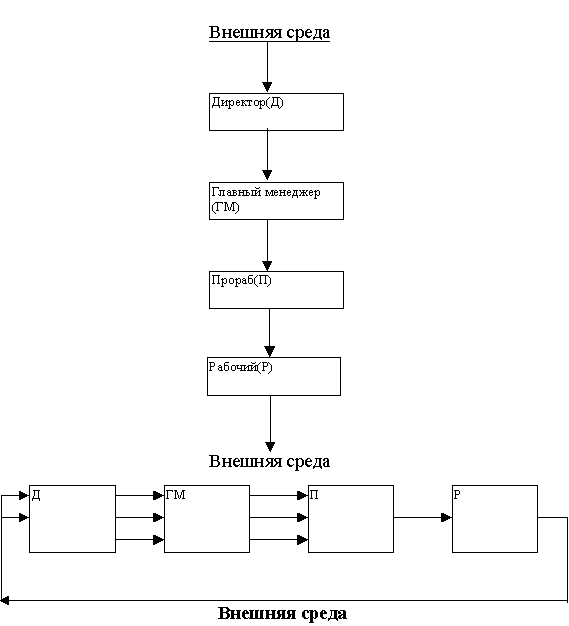 Внешняя среда
Директор(Д)
Главный менеджер
(ГМ)
Прораб(П)
Рабочий(Р)
Внешняя среда
Д
ГМ
П
Р
Внешняя среда